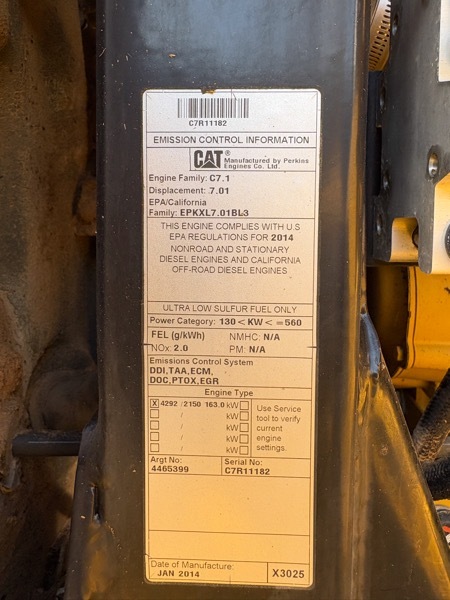 C7R11182
EMISSION CONTROL INFORMATION
CAT® Manufactured by Perkins
Engines Co. Ltd.
Engine Family: C7.1
Displacement: 7.01
EPA/California
Family: EPKXL7.01BL3
THIS ENGINE COMPLIES WITH U.S
EPA REGULATIONS FOR 2014
NONROAD AND STATIONARY
DIESEL ENGINES AND CALIFORNIA
OFF-ROAD DIESEL ENGINES
ULTRA LOW SULFUR FUEL ONLY
Power Category: 130 < KW < = 560
FEL (g/kWh) NMHC: N/A
NOx: 2.0 PM: N/A
Emissions Control System
DDI,TAA,ECM,
DOC,PTOX,EGR
Engine Type
X 4292 / 2150 163.0 kW
/ kW
/ kW
/ kW
/ kW
Use Service
tool to verify
current
engine
settings.
Argt No: Serial No:
4465399 C7R11182
Date of Manufacture:
JAN 2014 X3025